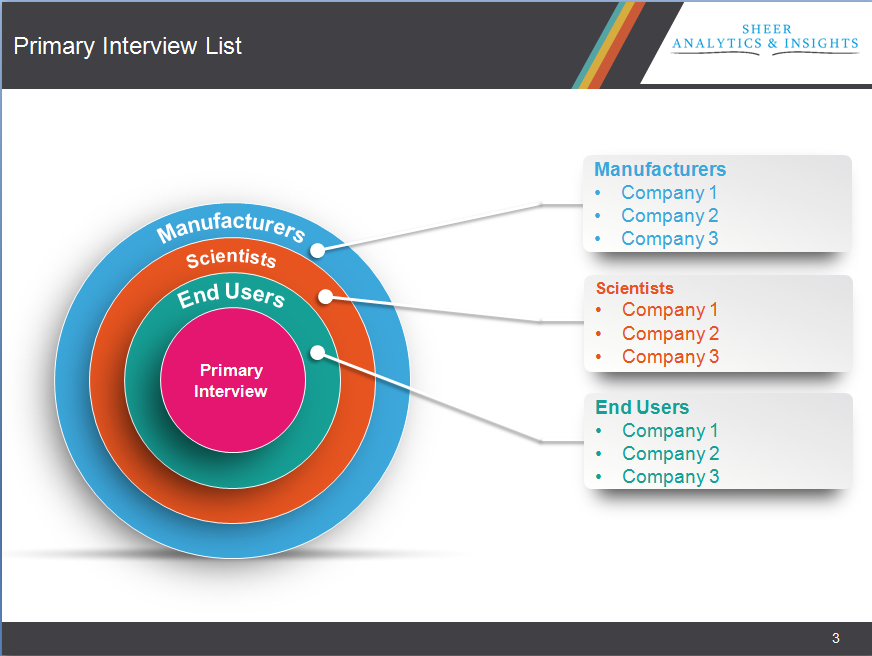 Primary Interview List
SHEER
ANALYTICS & INSIGHTS
Manufacturers
Scientists
End Users
Primary
Interview
Manufacturers
• Company 1
• Company 2
• Company 3
Scientists
• Company 1
• Company 2
• Company 3
End Users
• Company 1
• Company 2
• Company 3
3